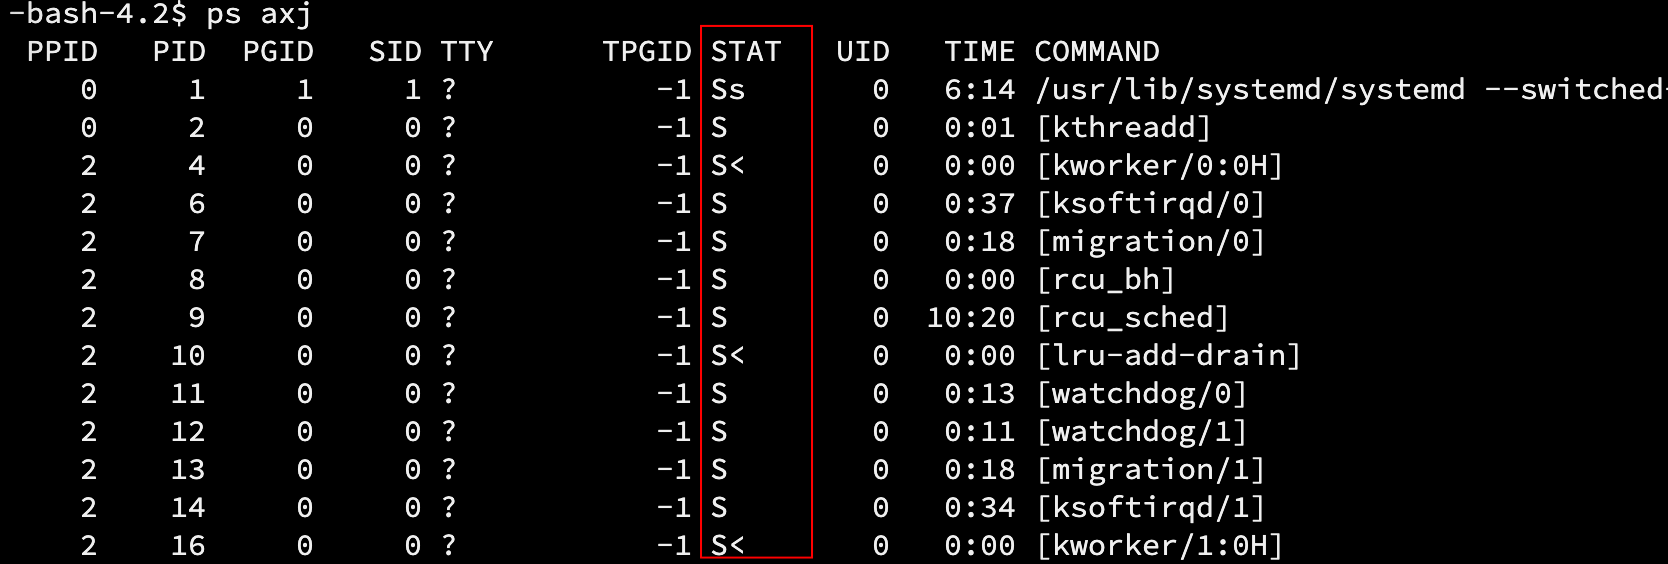 -bash-4.2$ ps axj
PPID PID PGID SID TTY TPGID STAT UID TIME COMMAND
0 1 1 1 ? -1 Ss 0 6:14 /usr/lib/systemd/systemd --switched-
0 2 0 0 ? -1 S 0 0:01 [kthreadd]
2 4 0 0 ? -1 S< 0 0:00 [kworker/0:0H]
2 6 0 0 ? -1 S 0 0:37 [ksoftirqd/0]
2 7 0 0 ? -1 S 0 0:18 [migration/0]
2 8 0 0 ? -1 S 0 0:00 [rcu_bh]
2 9 0 0 ? -1 S 0 10:20 [rcu_sched]
2 10 0 0 ? -1 S< 0 0:00 [lru-add-drain]
2 11 0 0 ? -1 S 0 0:13 [watchdog/0]
2 12 0 0 ? -1 S 0 0:11 [watchdog/1]
2 13 0 0 ? -1 S 0 0:18 [migration/1]
2 14 0 0 ? -1 S 0 0:34 [ksoftirqd/1]
2 16 0 0 ? -1 S< 0 0:00 [kworker/1:0H]